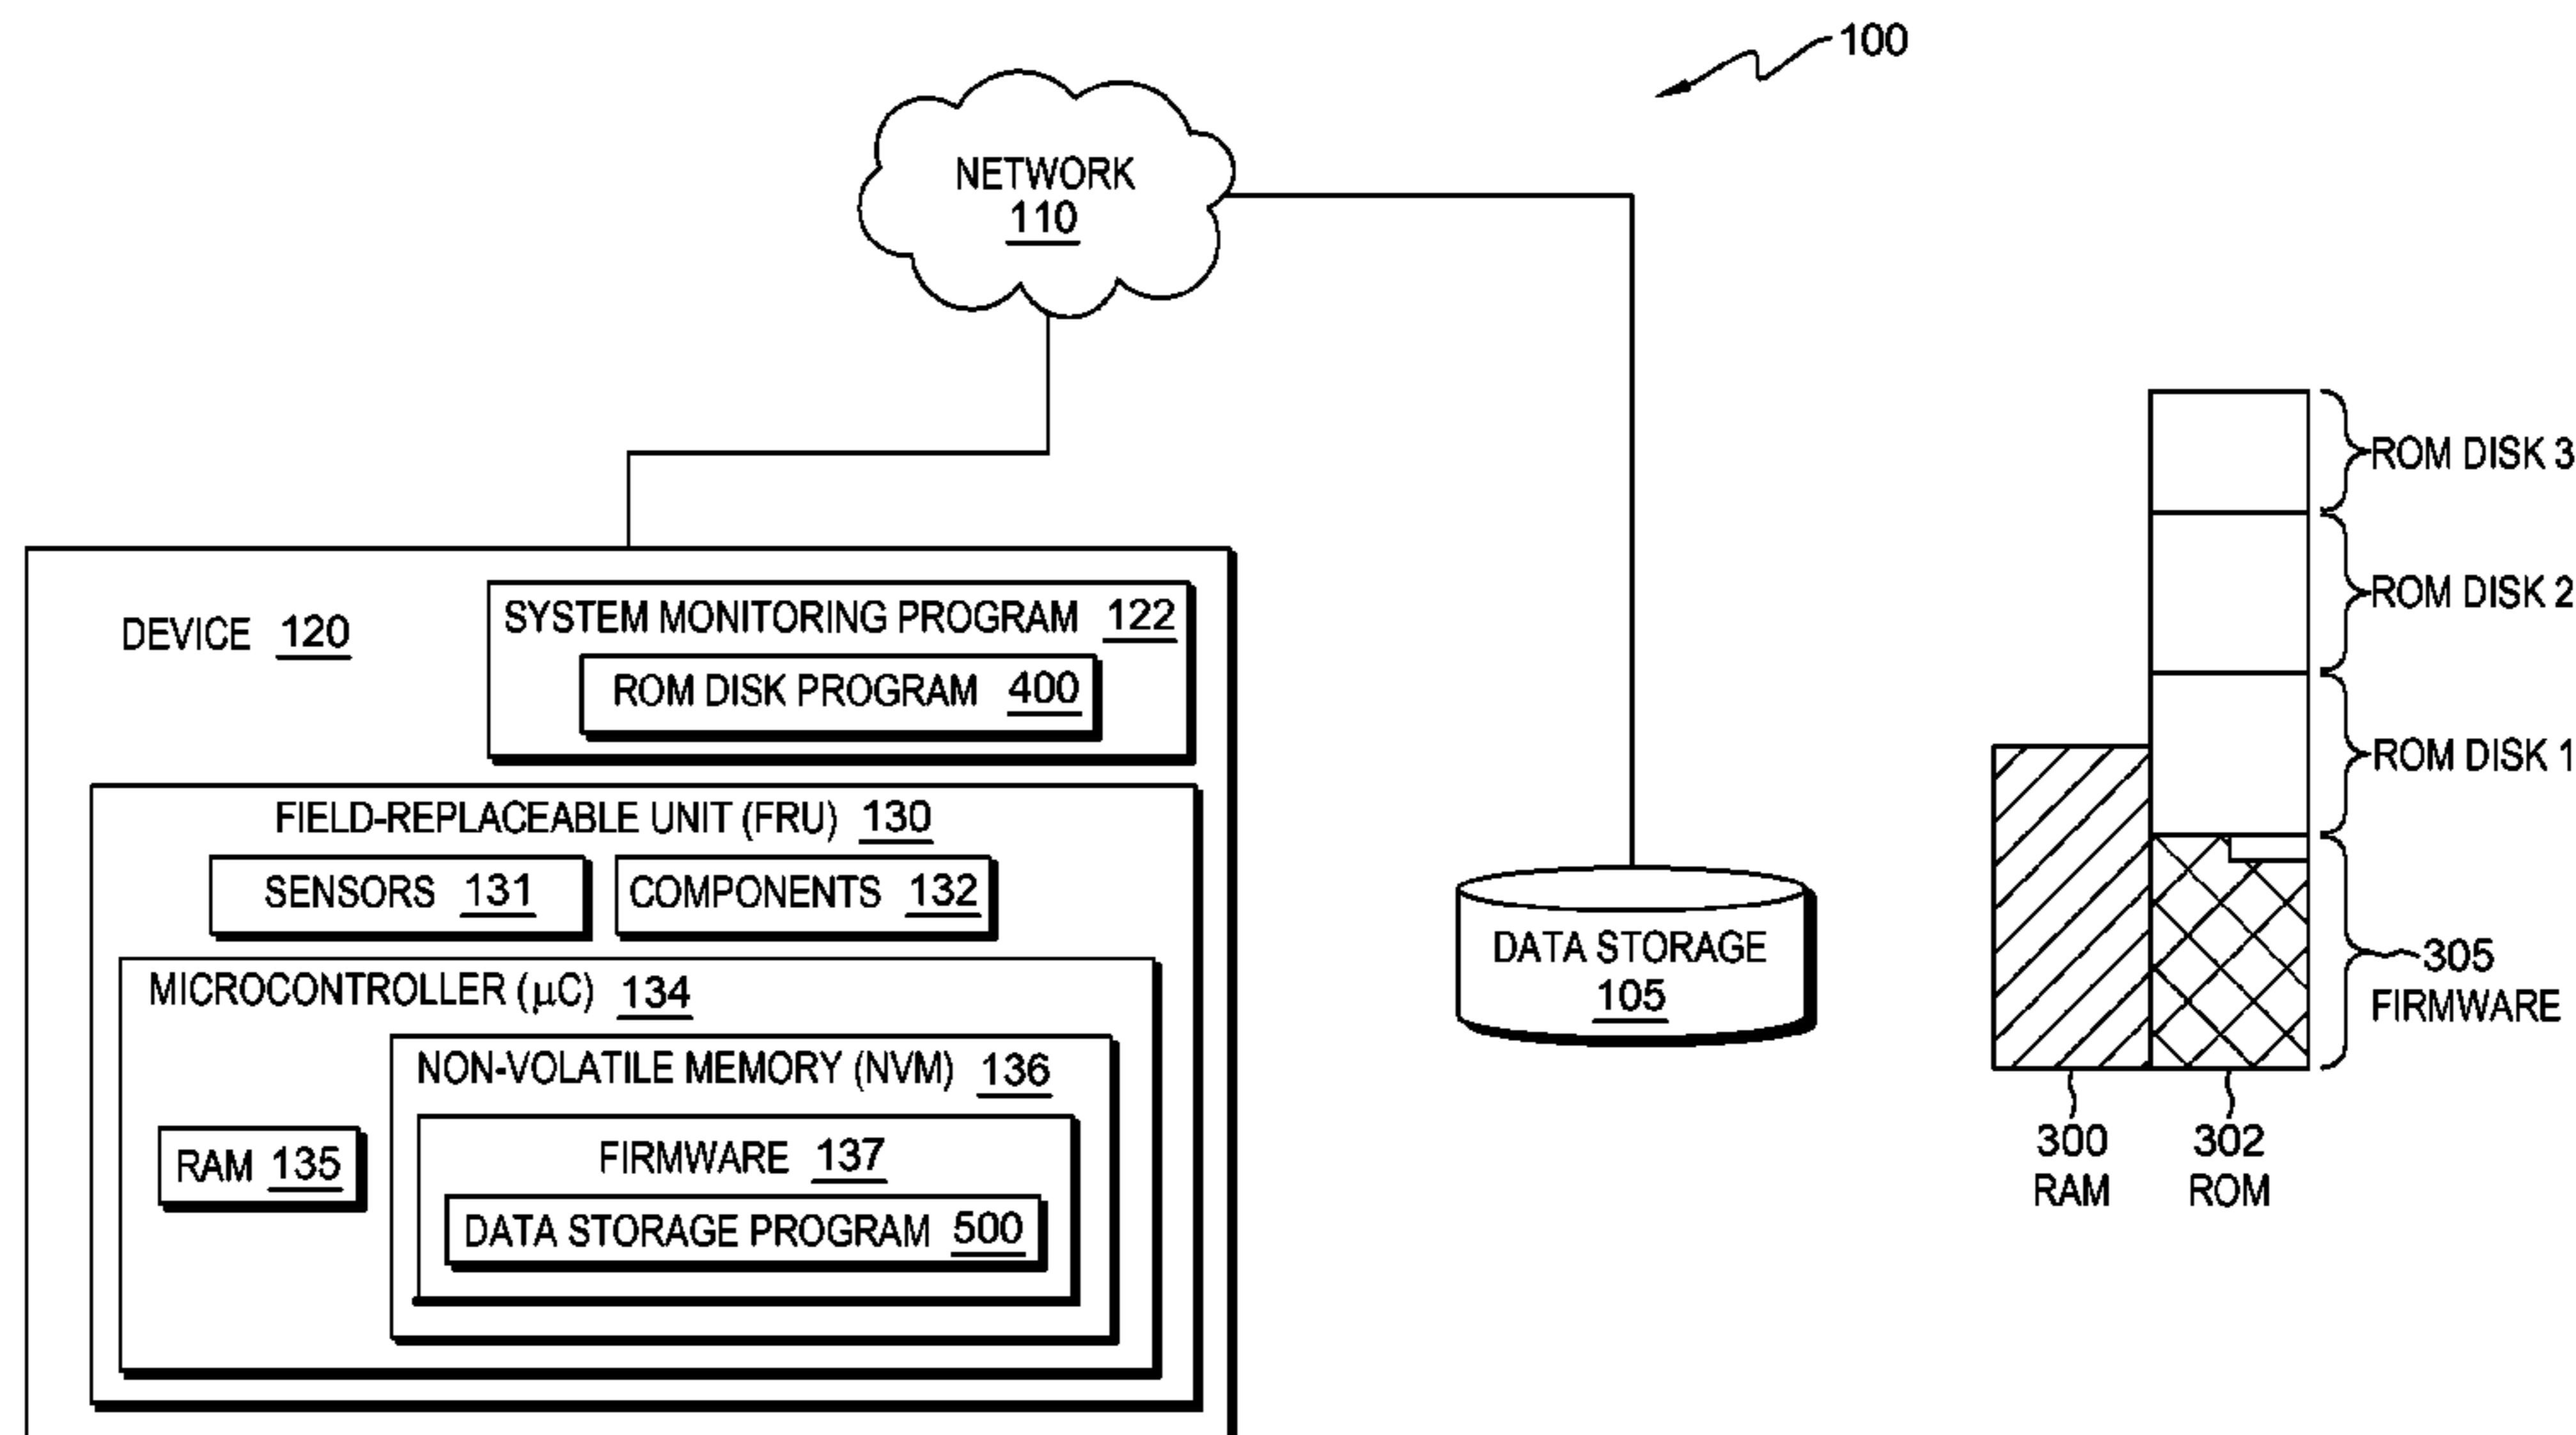 100
NETWORK
110
DEVICE 120
SYSTEM MONITORING PROGRAM 122
ROM DISK PROGRAM 400
FIELD-REPLACEABLE UNIT (FRU) 130
SENSORS 131
COMPONENTS 132
MICROCONTROLLER (µC) 134
NON-VOLATILE MEMORY (NVM) 136
RAM 135
FIRMWARE 137
DATA STORAGE PROGRAM 500
DATA STORAGE
105
ROM DISK 3
ROM DISK 2
ROM DISK 1
305
FIRMWARE
300
RAM
302
ROM